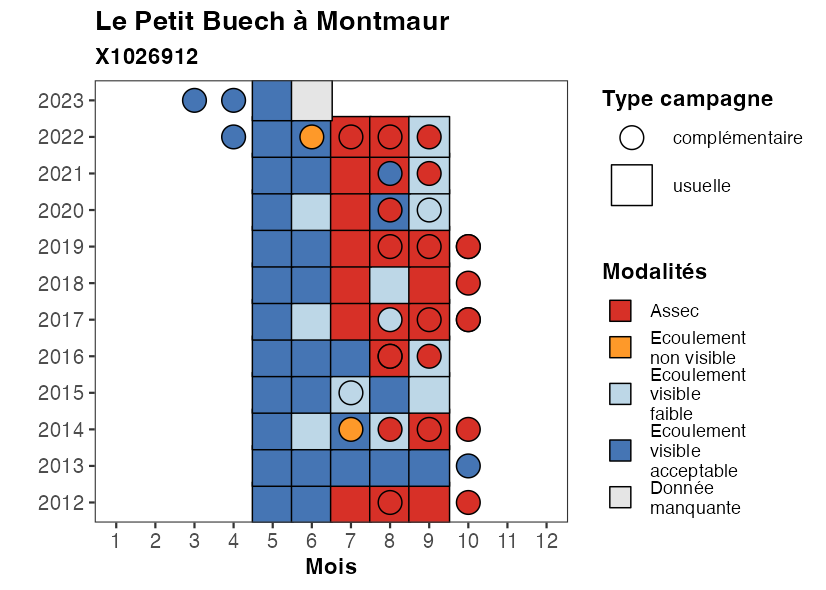 Le Petit Buech à Montmaur
X1026912
2023
2022
2021
2020
2019
2018
2017
2016
2015
2014
2013
2012
1 2 3 4 5 6 7 8 9 10 11 12
Mois
Type campagne
complémentaire
usuelle
Modalités
Assec
Ecoulement
non visible
Ecoulement
visible
faible
Ecoulement
visible
acceptable
Donnée
manquante